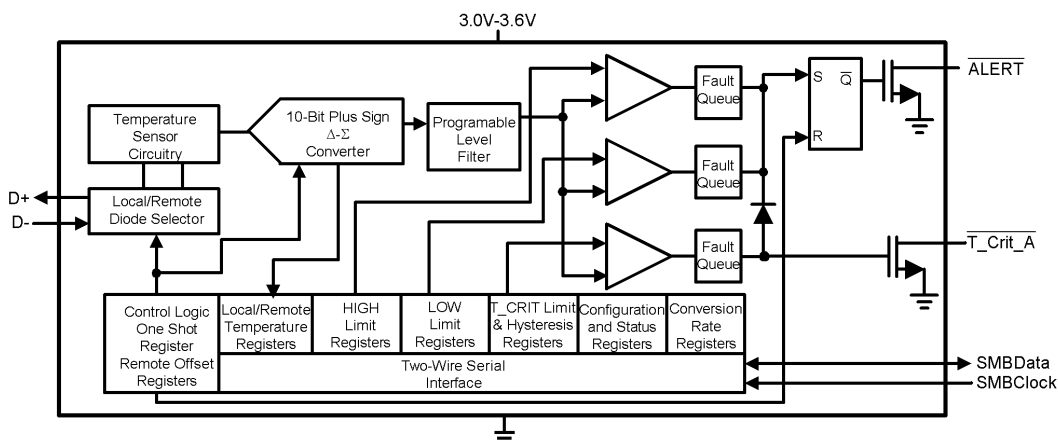 3.0V-3.6V
Temperature
Sensor
Circuitry
10-Bit Plus Sign
Δ-Σ
Converter
Programable
Level
Filter
Fault
Queue
S
Q
R
ALERT
D+
D-
Local/Remote
Diode Selector
Fault
Queue
Fault
Queue
T_Crit_A
Control Logic
One Shot
Register
Remote Offset
Registers
Local/Remote
Temperature
Registers
HIGH
Limit
Registers
LOW
Limit
Registers
T_CRIT Limit
& Hysteresis
Registers
Configuration
and Status
Registers
Conversion
Rate
Registers
Two-Wire Serial
Interface
SMBData
SMBClock